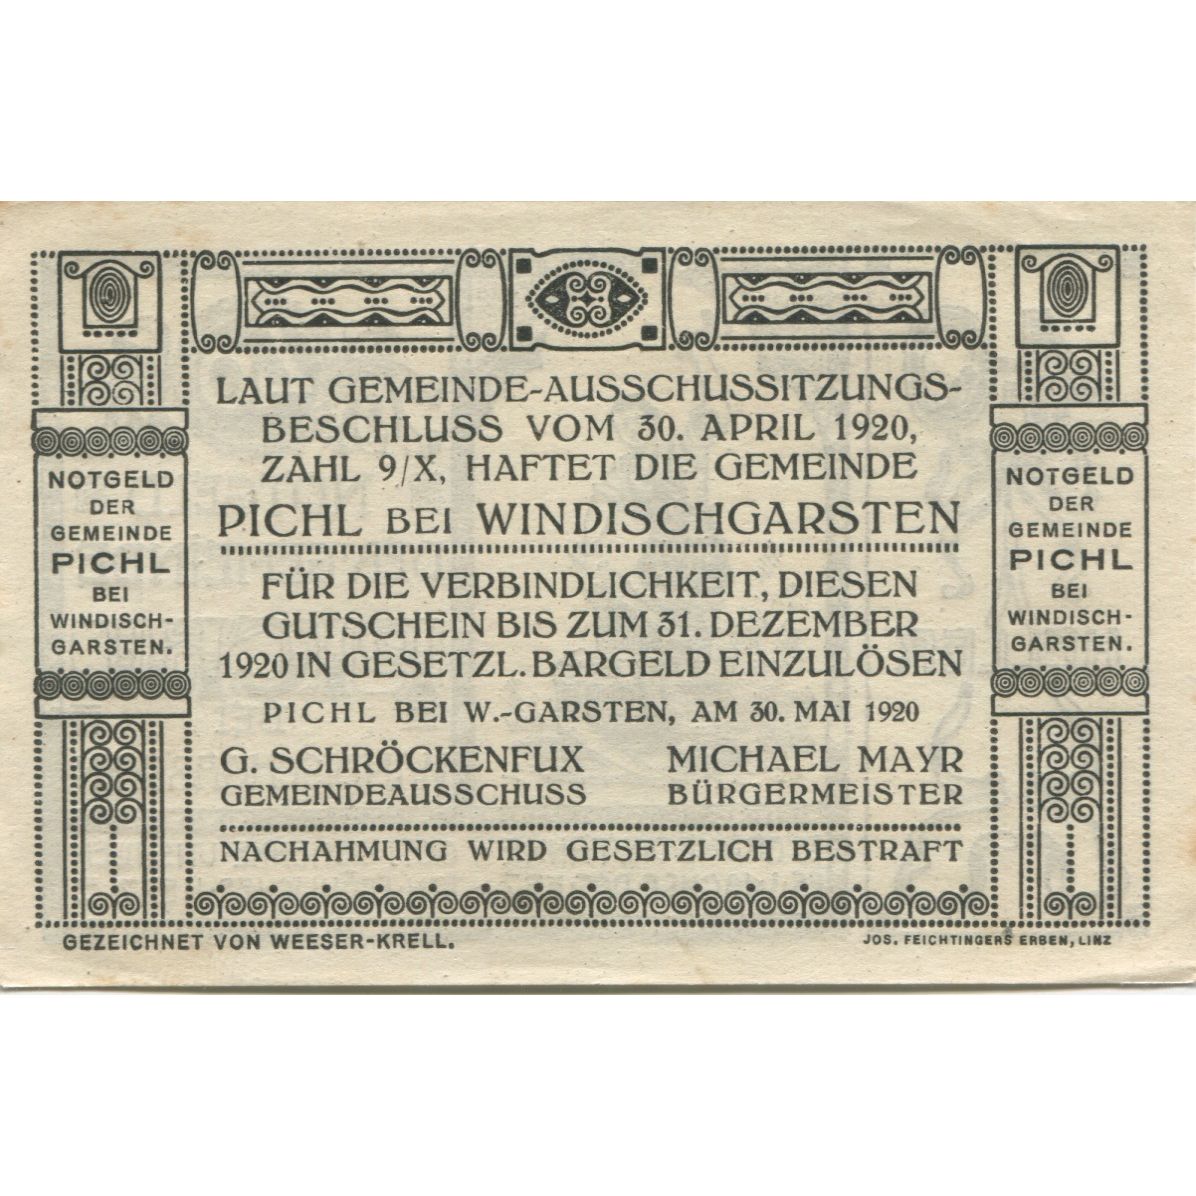 LAUT GEMEINDE-AUSSCHUSSITZUNGS-
BESCHLUSS VOM 30. APRIL 1920,
ZAHL 9/X, HAFTET DIE GEMEINDE
PICHL BEI WINDISCHGARSTEN
FÜR DIE VERBINDLICHKEIT, DIESEN
GUTSCHEIN BIS ZUM 31. DEZEMBER
1920 IN GESETZL. BARGELD EINZULÖSEN
PICHL BEI W.-GARSTEN, AM 30. MAI 1920
G. SCHRÖCKENFUX MICHAEL MAYR
GEMEINDEAUSSCHUSS BÜRGERMEISTER
NACHAHMUNG WIRD GESETZLICH BESTRAFT
NOTGELD
DER
GEMEINDE
PICHL
BEI
WINDISCH-
GARSTEN.
NOTGELD
DER
GEMEINDE
PICHL
BEI
WINDISCH-
GARSTEN.
GEZEICHNET VON WEESER-KRELL.
JOS. FEICHTINGERS ERBEN, LINZ